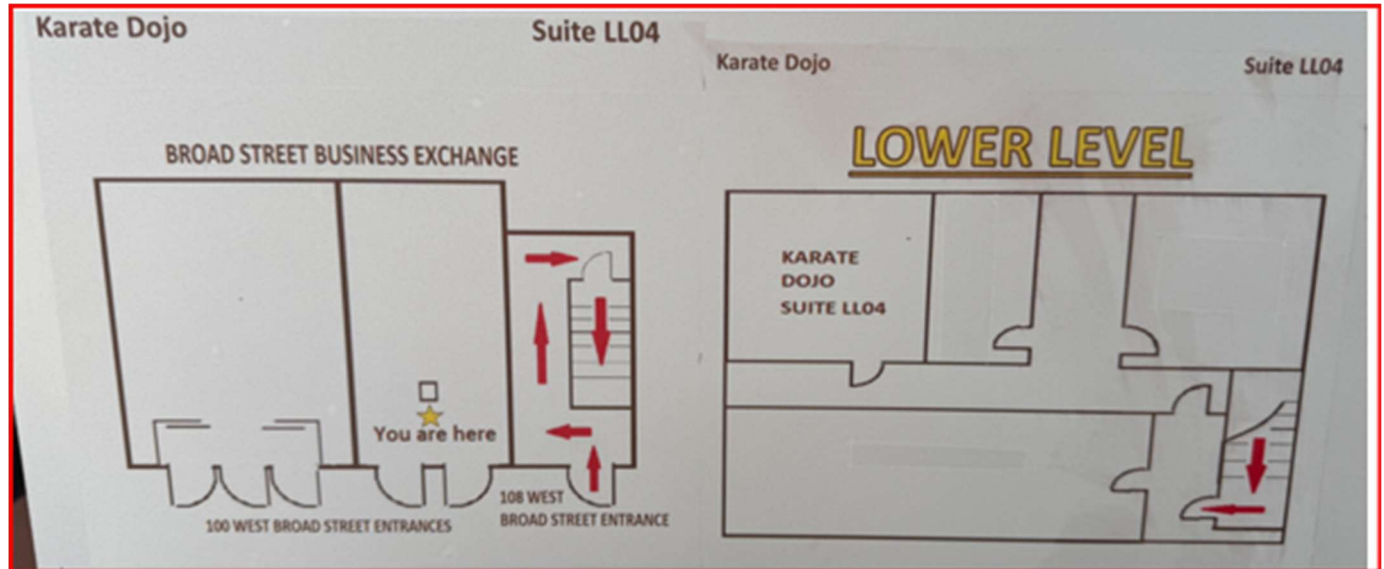 Karate Dojo Suite LL04
BROAD STREET BUSINESS EXCHANGE
You are here
108 WEST
BROAD STREET ENTRANCE
100 WEST BROAD STREET ENTRANCES
Karate Dojo Suite LL04
LOWER LEVEL
KARATE
DOJO
SUITE LL04